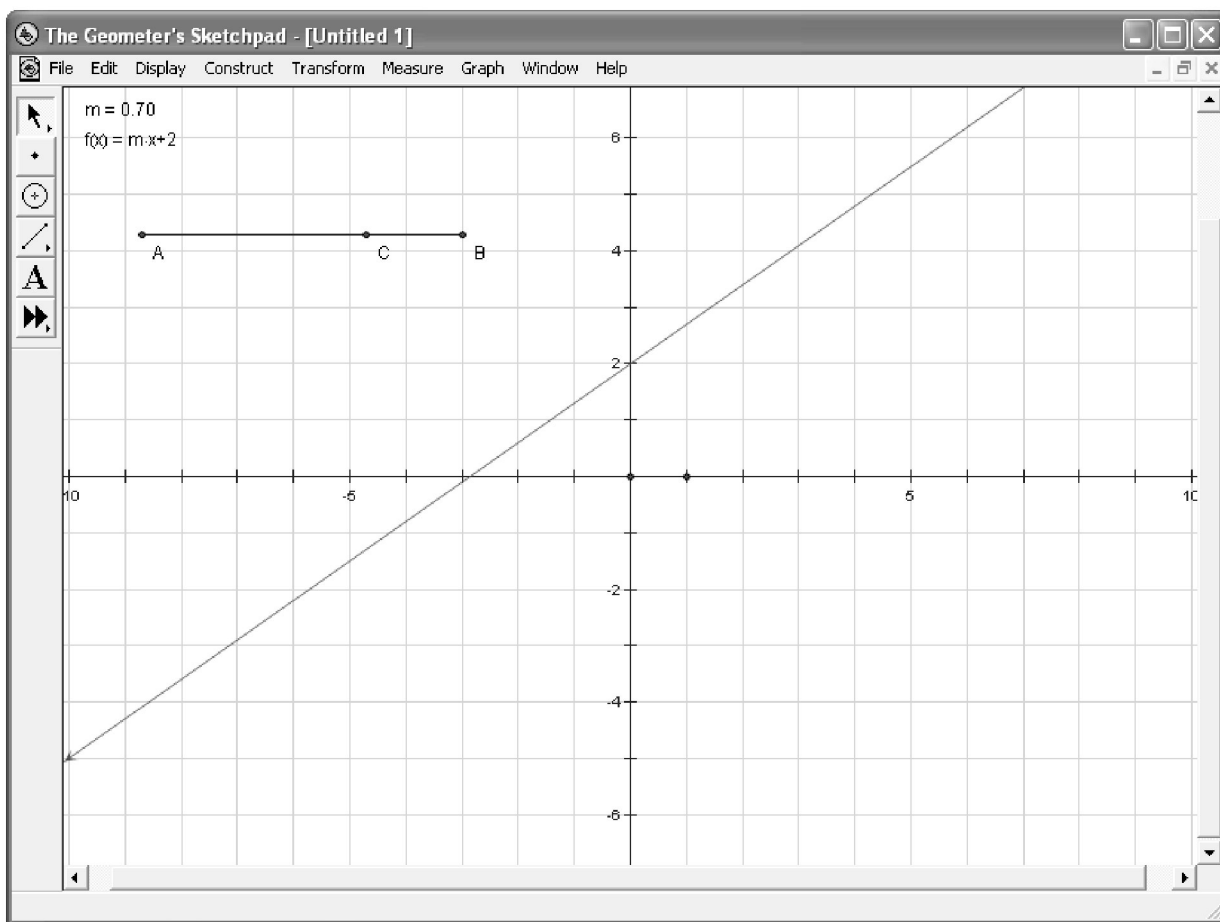 The Geometer's Sketchpad - [Untitled 1]
File Edit Display Construct Transform Measure Graph Window Help
m = 0.70
f(x) = m·x+2
A C B
A
6
4
2
10 -5 5 10
-2
-4
-6